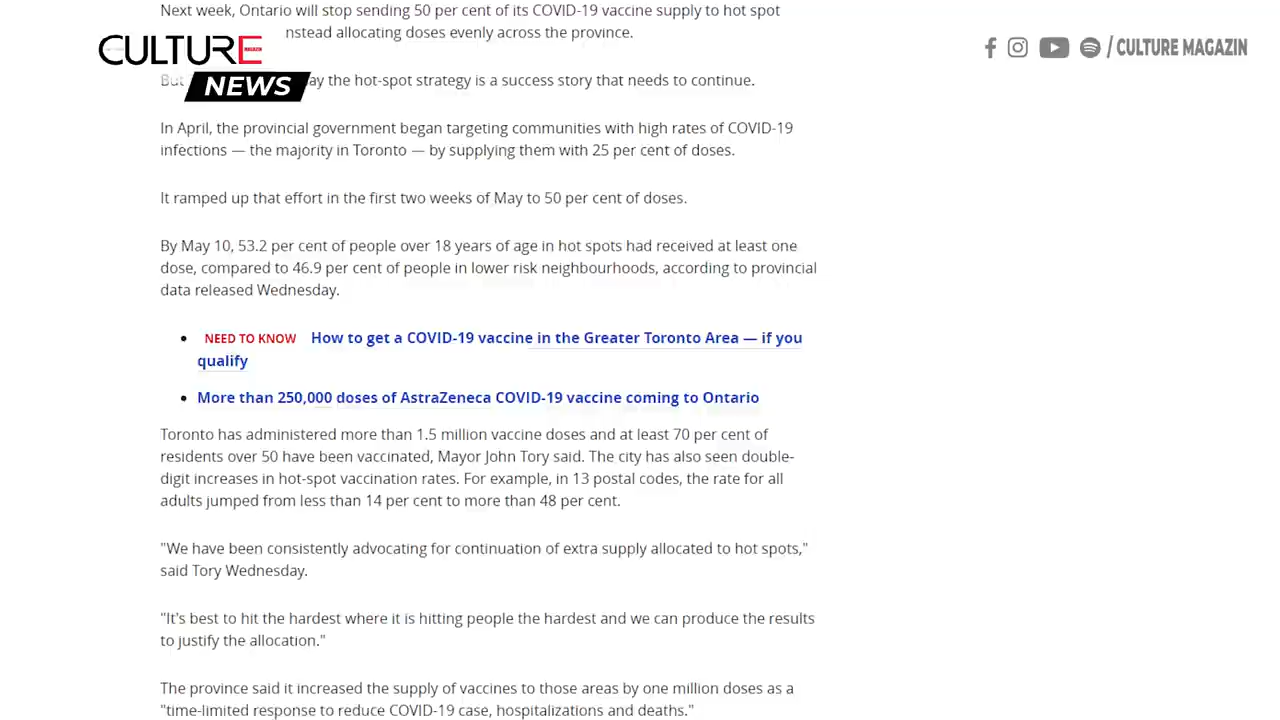 Next week, Ontario will stop sending 50 per cent of its COVID-19 vaccine supply to hot spot
nstead allocating doses evenly across the province.
CULTURE
NEWS
/ CULTURE MAGAZIN
But ay the hot-spot strategy is a success story that needs to continue.
In April, the provincial government began targeting communities with high rates of COVID-19
infections — the majority in Toronto — by supplying them with 25 per cent of doses.
It ramped up that effort in the first two weeks of May to 50 per cent of doses.
By May 10, 53.2 per cent of people over 18 years of age in hot spots had received at least one
dose, compared to 46.9 per cent of people in lower risk neighbourhoods, according to provincial
data released Wednesday.
• NEED TO KNOW How to get a COVID-19 vaccine in the Greater Toronto Area — if you
qualify
• More than 250,000 doses of AstraZeneca COVID-19 vaccine coming to Ontario
Toronto has administered more than 1.5 million vaccine doses and at least 70 per cent of
residents over 50 have been vaccinated, Mayor John Tory said. The city has also seen double-
digit increases in hot-spot vaccination rates. For example, in 13 postal codes, the rate for all
adults jumped from less than 14 per cent to more than 48 per cent.
"We have been consistently advocating for continuation of extra supply allocated to hot spots,"
said Tory Wednesday.
"It's best to hit the hardest where it is hitting people the hardest and we can produce the results
to justify the allocation."
The province said it increased the supply of vaccines to those areas by one million doses as a
"time-limited response to reduce COVID-19 case, hospitalizations and deaths."